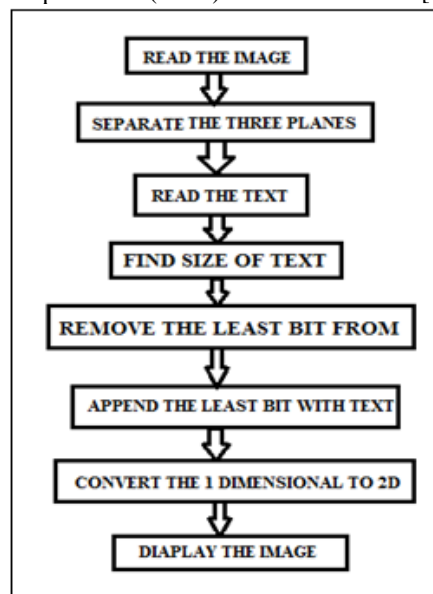 READ THE IMAGE
SEPARATE THE THREE PLANES
READ THE TEXT
FIND SIZE OF TEXT
REMOVE THE LEAST BIT FROM
APPEND THE LEAST BIT WITH TEXT
CONVERT THE 1 DIMENSIONAL TO 2D
DIAPLAY THE IMAGE